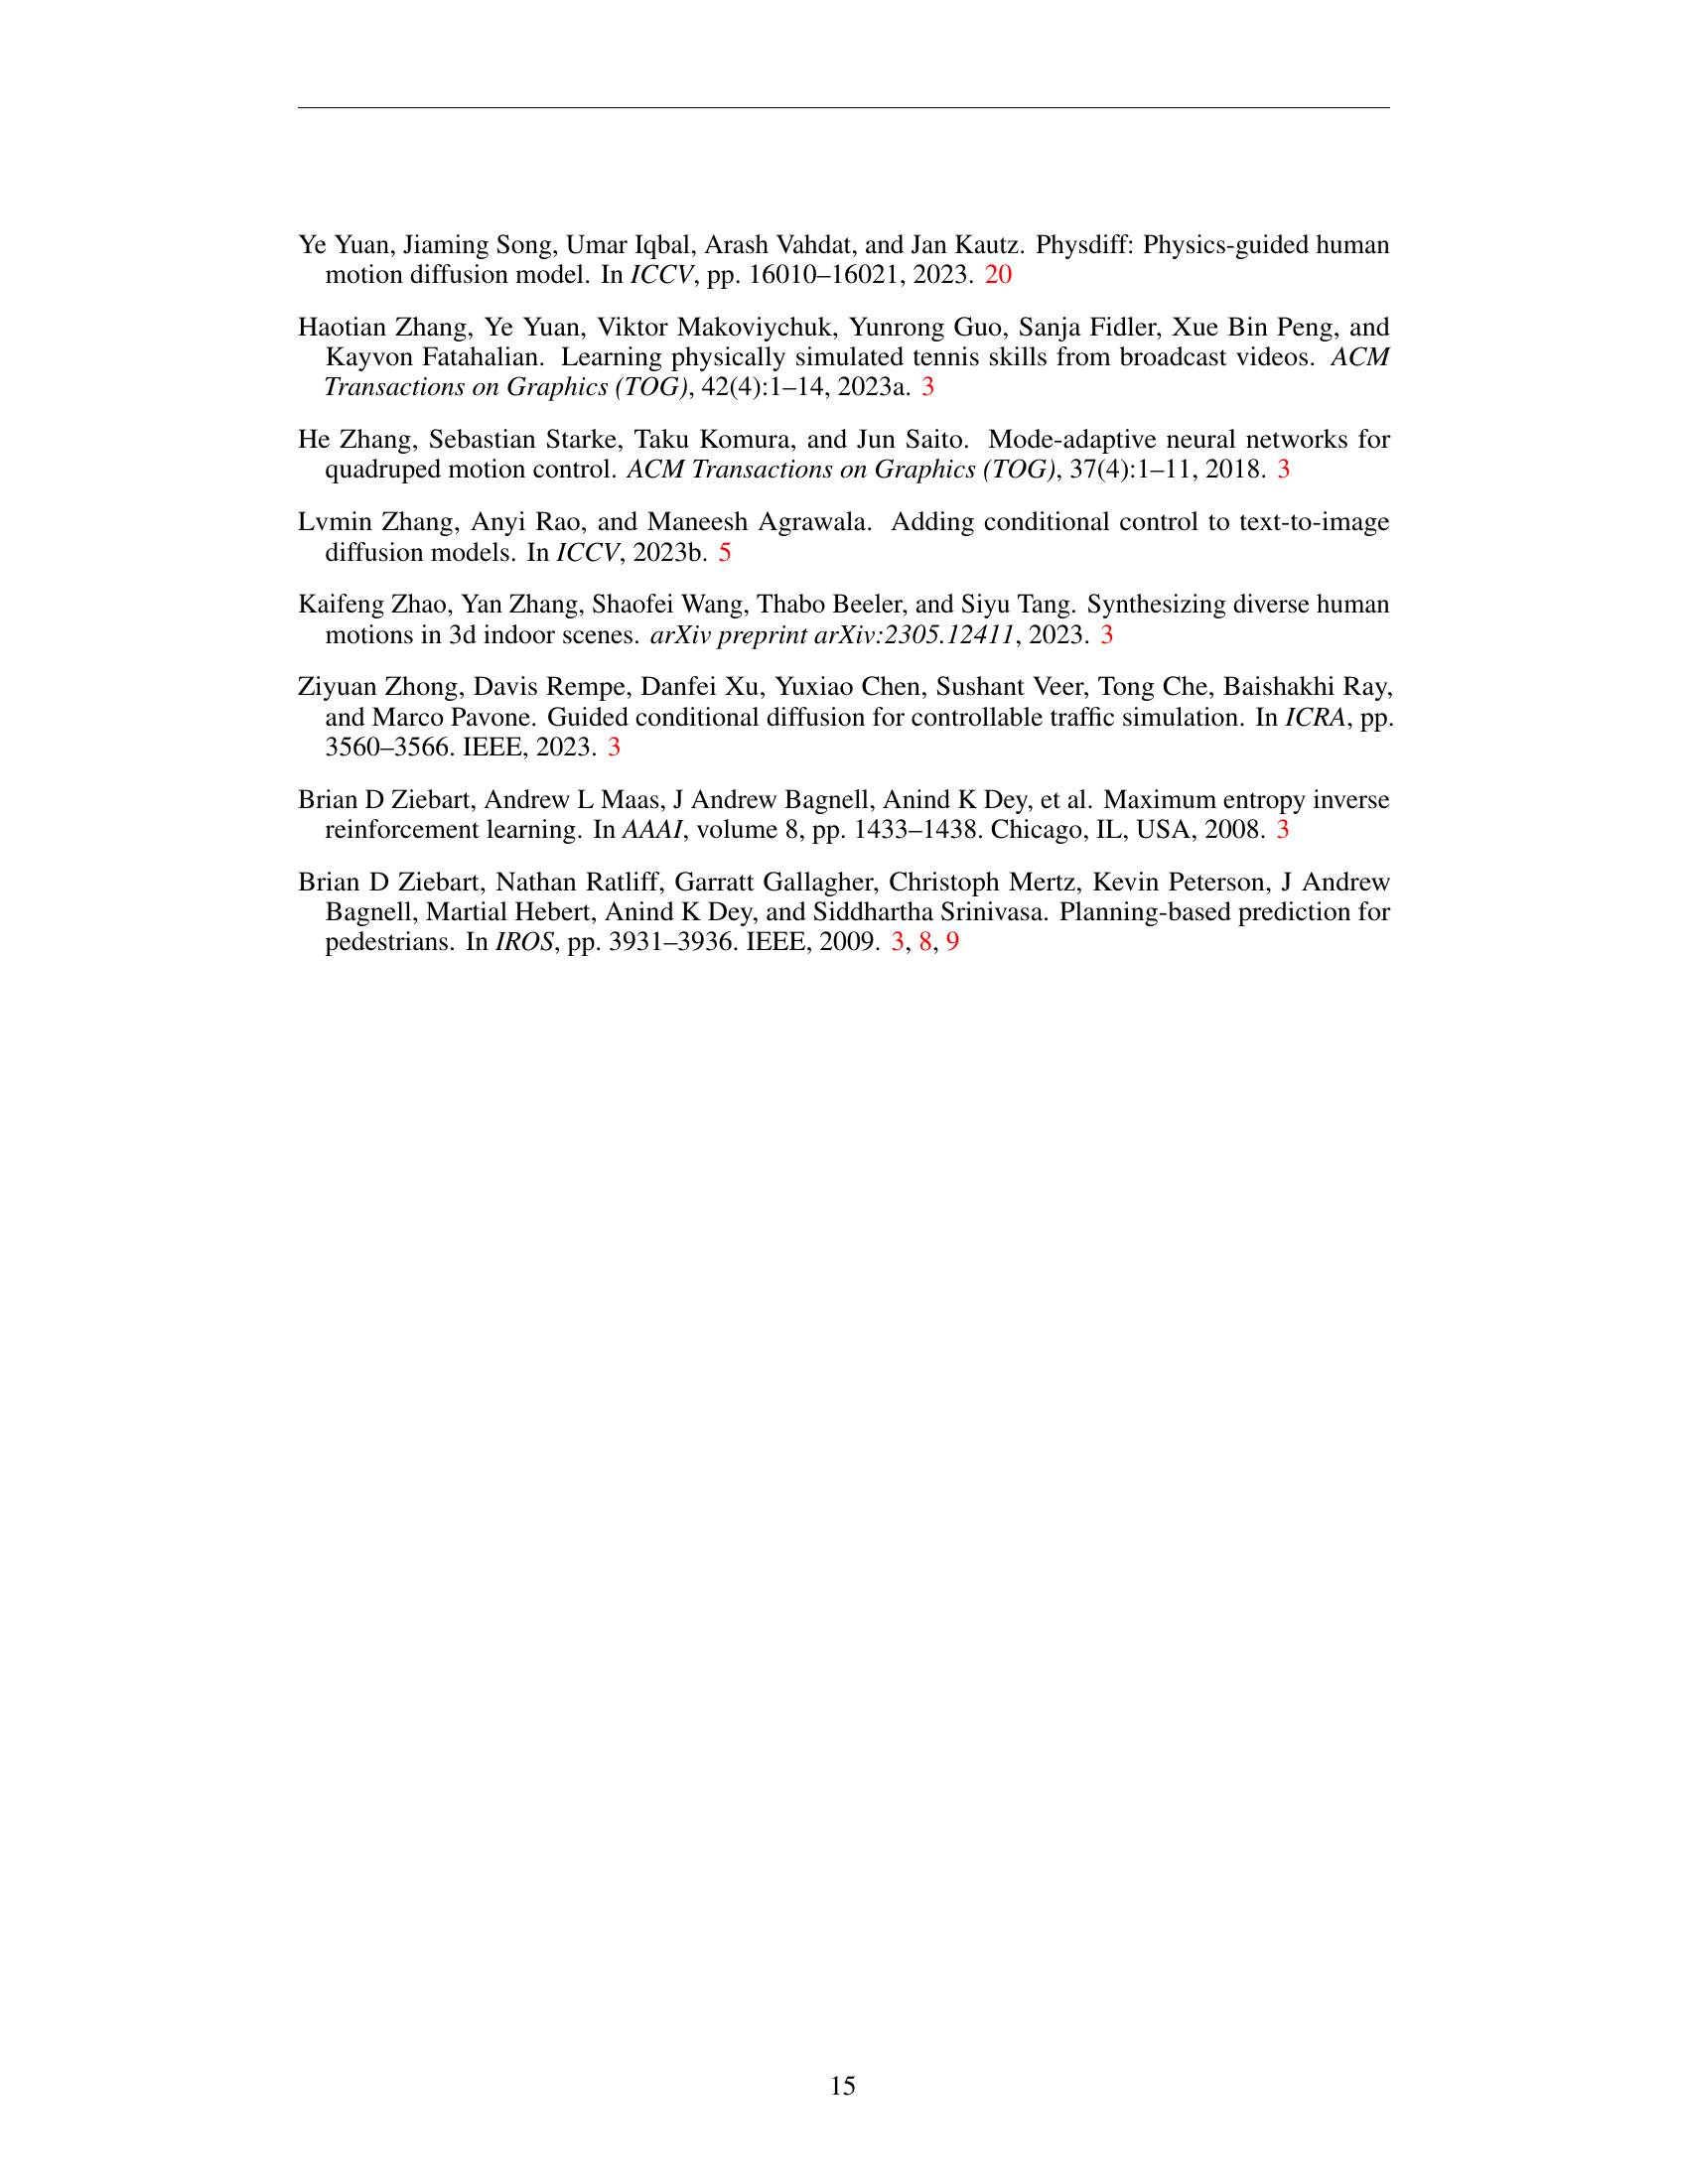 Ye Yuan, Jiaming Song, Umar Iqbal, Arash Vahdat, and Jan Kautz. Physdiff: Physics-guided human
motion diffusion model. In ICCV, pp. 16010–16021, 2023. 20
Haotian Zhang, Ye Yuan, Viktor Makoviychuk, Yunrong Guo, Sanja Fidler, Xue Bin Peng, and
Kayvon Fatahalian. Learning physically simulated tennis skills from broadcast videos. ACM
Transactions on Graphics (TOG), 42(4):1–14, 2023a. 3
He Zhang, Sebastian Starke, Taku Komura, and Jun Saito. Mode-adaptive neural networks for
quadruped motion control. ACM Transactions on Graphics (TOG), 37(4):1–11, 2018. 3
Lvmin Zhang, Anyi Rao, and Maneesh Agrawala. Adding conditional control to text-to-image
diffusion models. In ICCV, 2023b. 5
Kaifeng Zhao, Yan Zhang, Shaofei Wang, Thabo Beeler, and Siyu Tang. Synthesizing diverse human
motions in 3d indoor scenes. arXiv preprint arXiv:2305.12411, 2023. 3
Ziyuan Zhong, Davis Rempe, Danfei Xu, Yuxiao Chen, Sushant Veer, Tong Che, Baishakhi Ray,
and Marco Pavone. Guided conditional diffusion for controllable traffic simulation. In ICRA, pp.
3560–3566. IEEE, 2023. 3
Brian D Ziebart, Andrew L Maas, J Andrew Bagnell, Anind K Dey, et al. Maximum entropy inverse
reinforcement learning. In AAAI, volume 8, pp. 1433–1438. Chicago, IL, USA, 2008. 3
Brian D Ziebart, Nathan Ratliff, Garratt Gallagher, Christoph Mertz, Kevin Peterson, J Andrew
Bagnell, Martial Hebert, Anind K Dey, and Siddhartha Srinivasa. Planning-based prediction for
pedestrians. In IROS, pp. 3931–3936. IEEE, 2009. 3, 8, 9
15